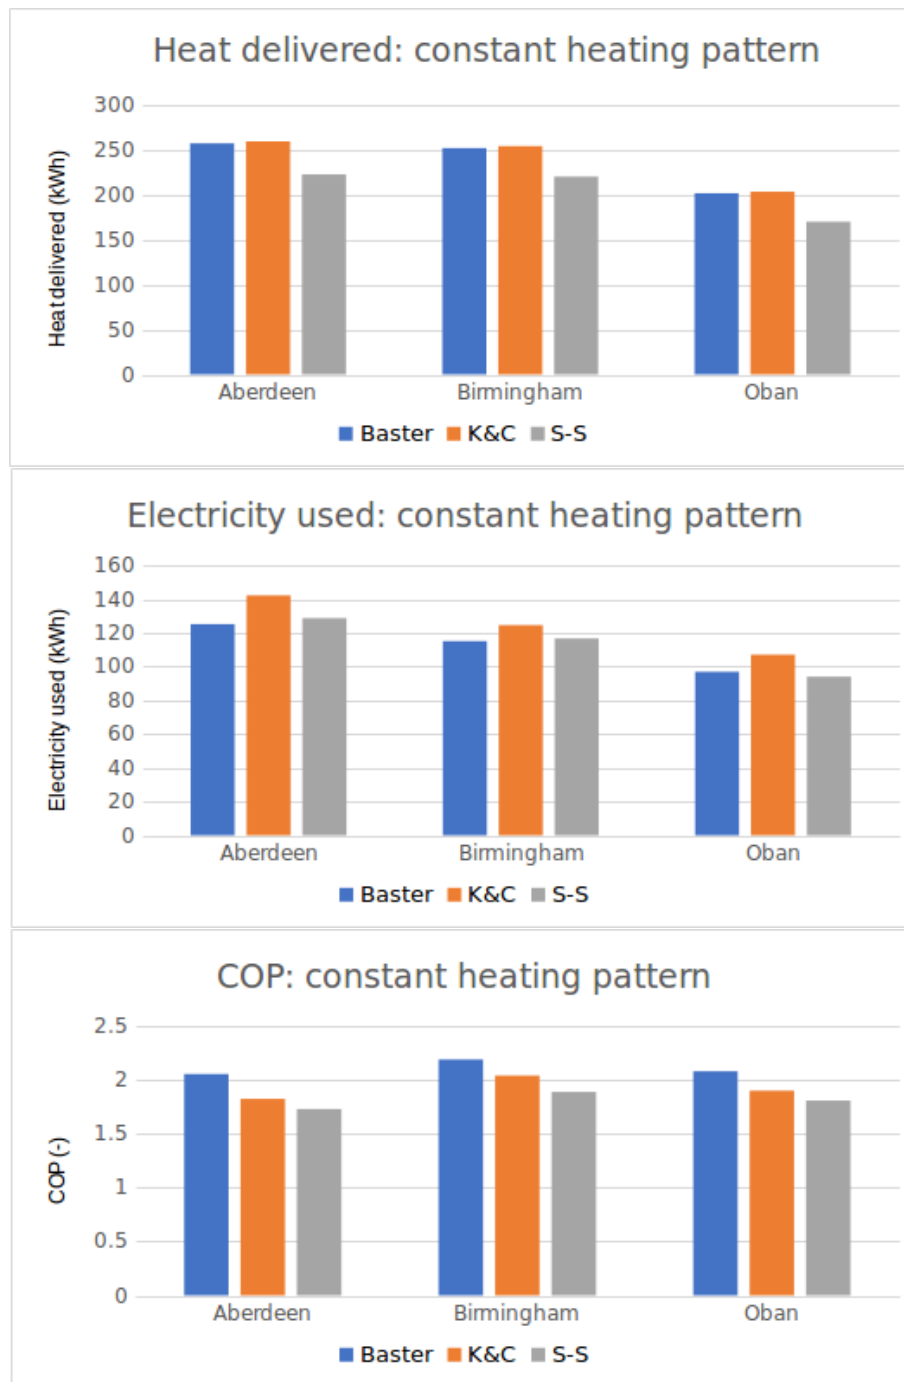 Heat delivered: constant heating pattern
Heat delivered (kWh)
300
250
200
150
100
50
0
Aberdeen Birmingham Oban
Baster K&C S-S
Electricity used: constant heating pattern
Electricity used (kWh)
160
140
120
100
80
60
40
20
0
Aberdeen Birmingham Oban
Baster K&C S-S
COP: constant heating pattern
COP (-)
2.5
2
1.5
1
0.5
0
Aberdeen Birmingham Oban
Baster K&C S-S